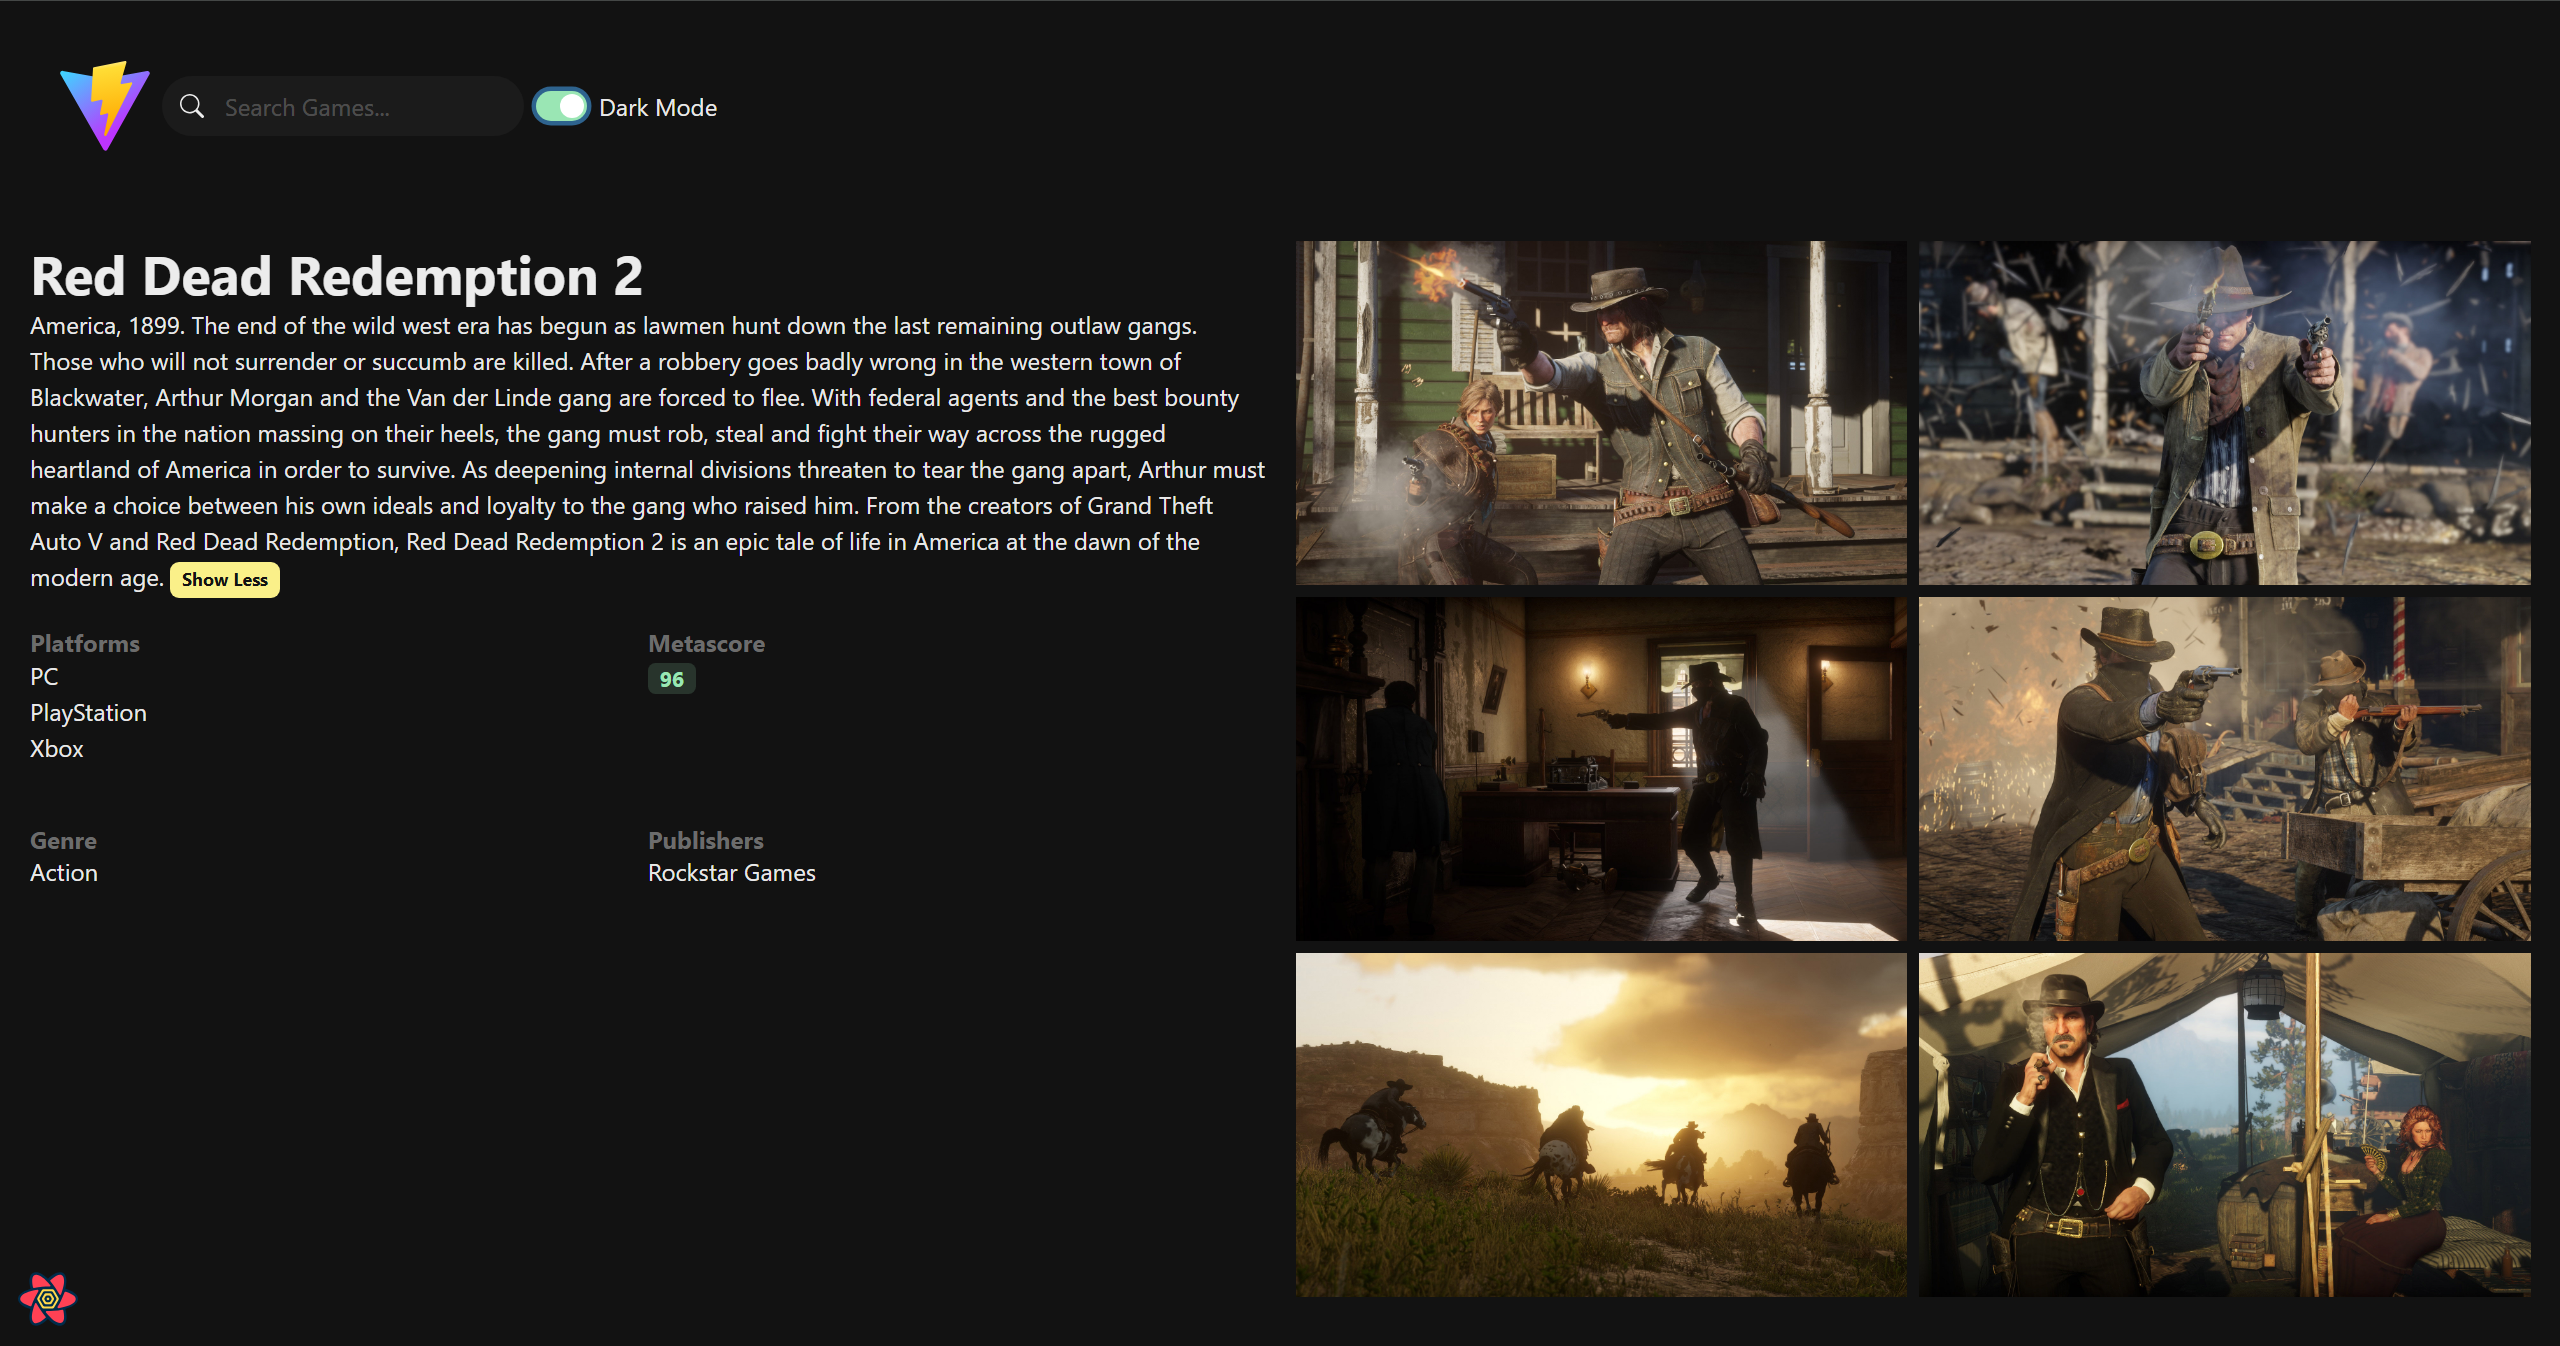 Search Games...
Dark Mode
Red Dead Redemption 2
America, 1899. The end of the wild west era has begun as lawmen hunt down the last remaining outlaw gangs.
Those who will not surrender or succumb are killed. After a robbery goes badly wrong in the western town of
Blackwater, Arthur Morgan and the Van der Linde gang are forced to flee. With federal agents and the best bounty
hunters in the nation massing on their heels, the gang must rob, steal and fight their way across the rugged
heartland of America in order to survive. As deepening internal divisions threaten to tear the gang apart, Arthur must
make a choice between his own ideals and loyalty to the gang who raised him. From the creators of Grand Theft
Auto V and Red Dead Redemption, Red Dead Redemption 2 is an epic tale of life in America at the dawn of the
modern age. Show Less
Platforms
PC
PlayStation
Xbox
Metascore
96
Genre
Action
Publishers
Rockstar Games